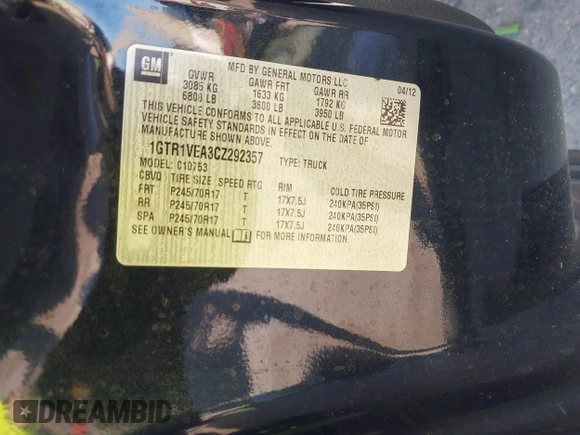 GM
MFD BY GENERAL MOTORS LLC
04/12
GVWR GAWR FRT GAWR RR
3085 KG 1633 KG 1792 KG
6800 LB 3600 LB 3950 LB
THIS VEHICLE CONFORMS TO ALL APPLICABLE U.S. FEDERAL MOTOR
VEHICLE SAFETY STANDARDS IN EFFECT ON THE DATE OF
MANUFACTURE SHOWN ABOVE.
1GTR1VEA3CZ292357 TYPE: TRUCK
MODEL: C10753
CBVQ TIRE SIZE SPEED RTG RIM COLD TIRE PRESSURE
FRT P245/70R17 T 17X7.5J 240KPA(35PSI)
RR P245/70R17 T 17X7.5J 240KPA(35PSI)
SPA P245/70R17 T 17X7.5J 240KPA(35PSI)
SEE OWNER'S MANUAL FOR MORE INFORMATION.
DREAMBID